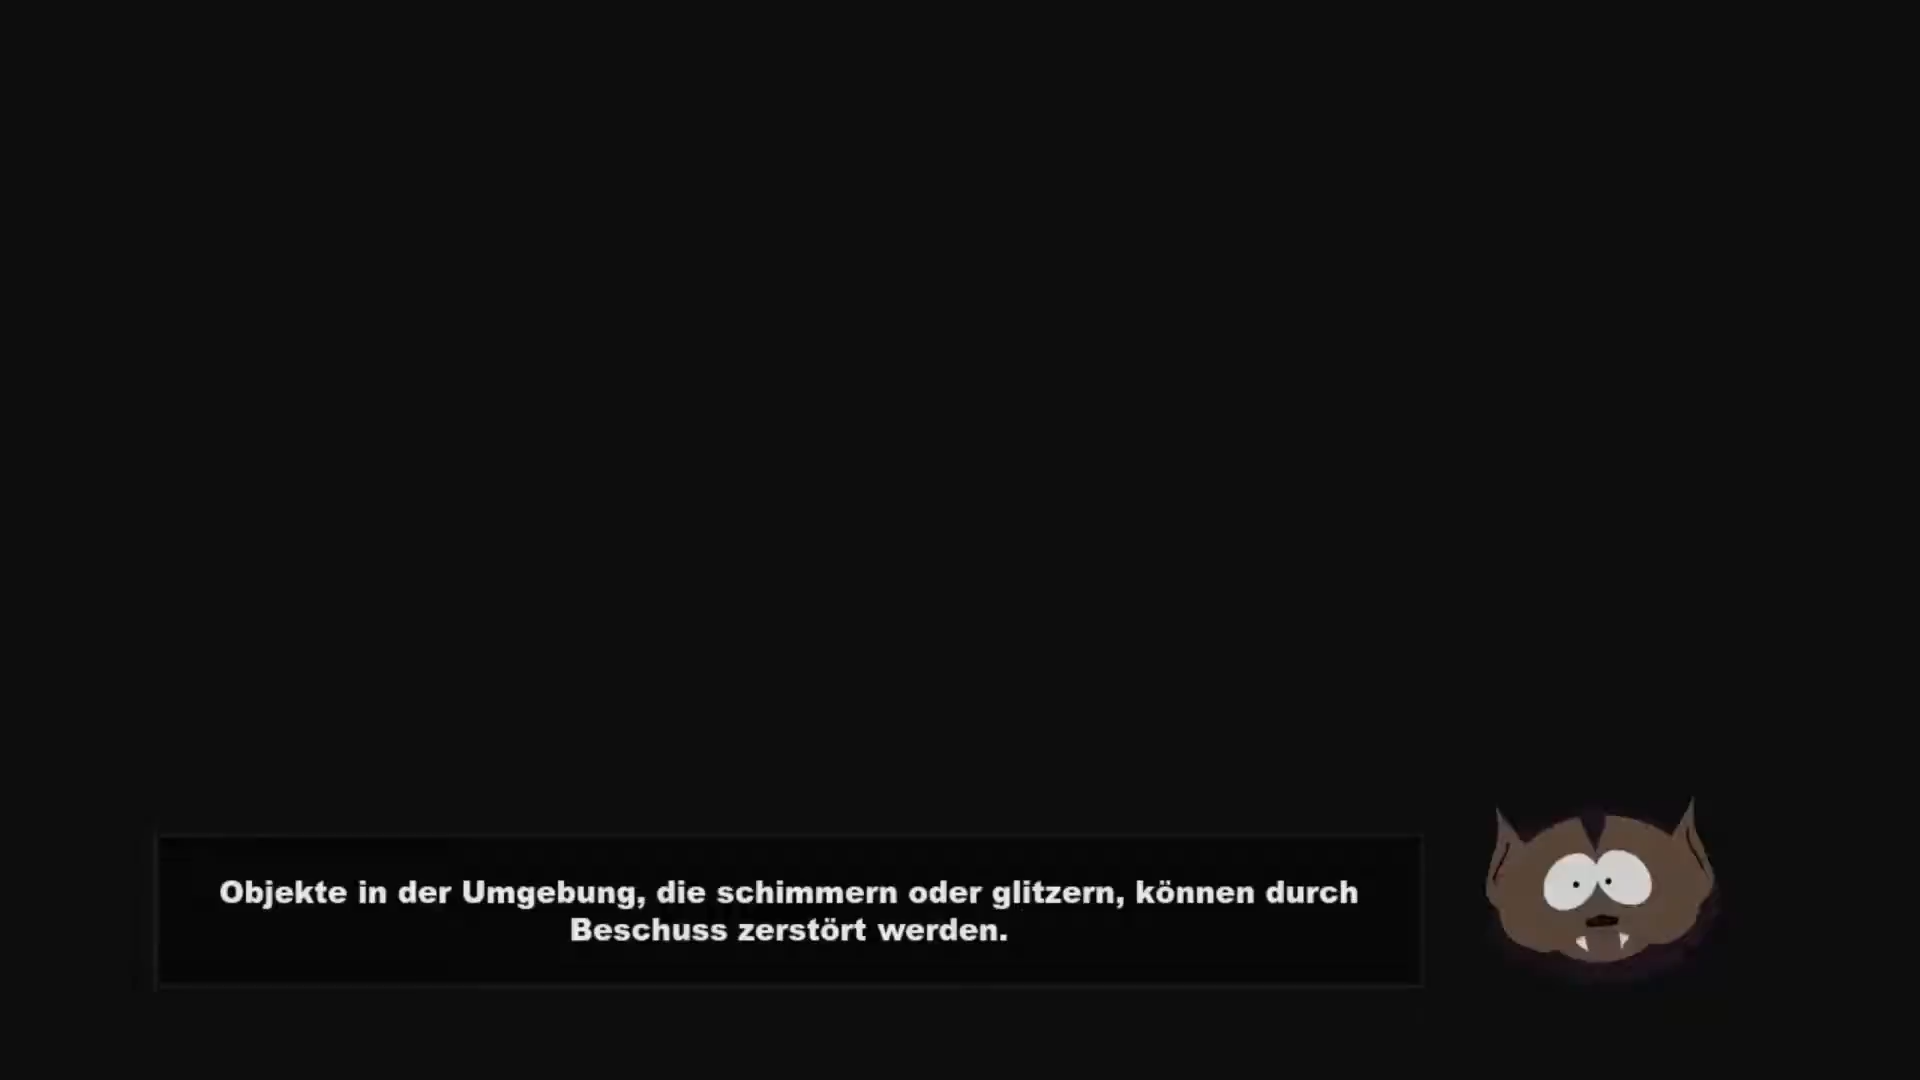 Objekte in der Umgebung, die schimmern oder glitzern, können durch
Beschuss zerstört werden.